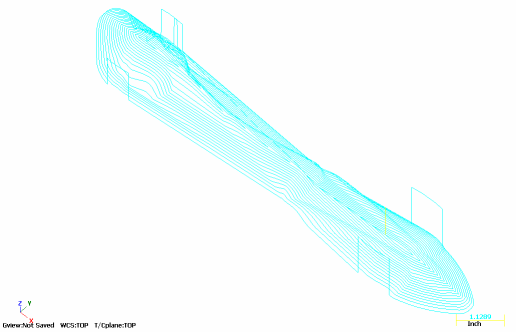 Z Y
X
1.1280
Inch
Gview:Not Saved WCS:TOP T/Cplane:TOP